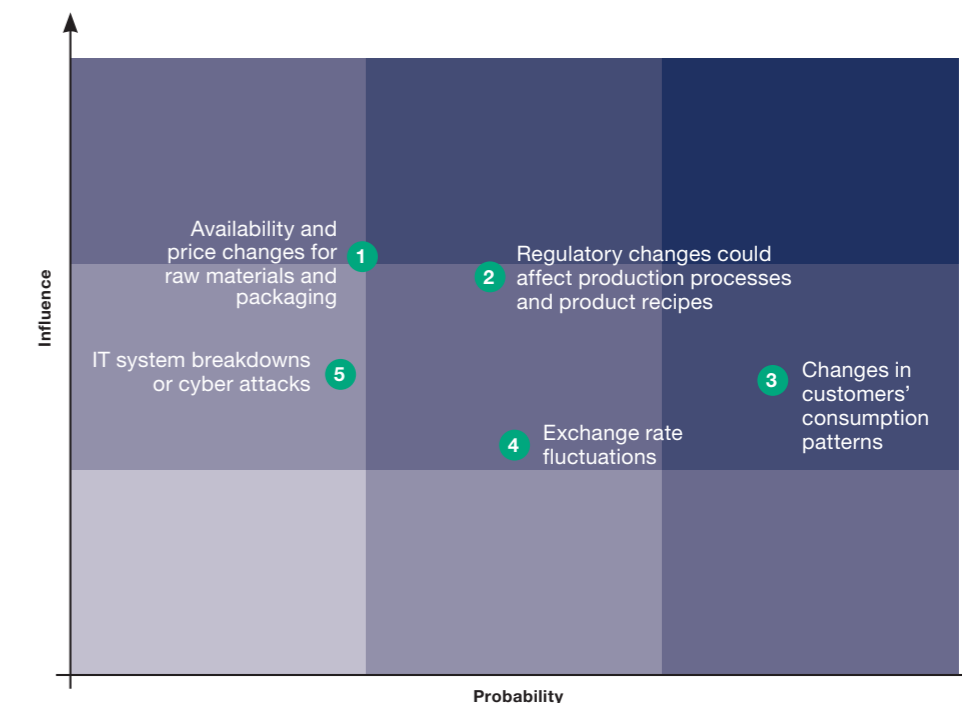 Availability and
price changes for
raw materials and
packaging
1
2
Regulatory changes could
affect production processes
and product recipes
IT system breakdowns
or cyber attacks
5
3
Changes in
customers’
consumption
patterns
4
Exchange rate
fluctuations
Influence
Probability